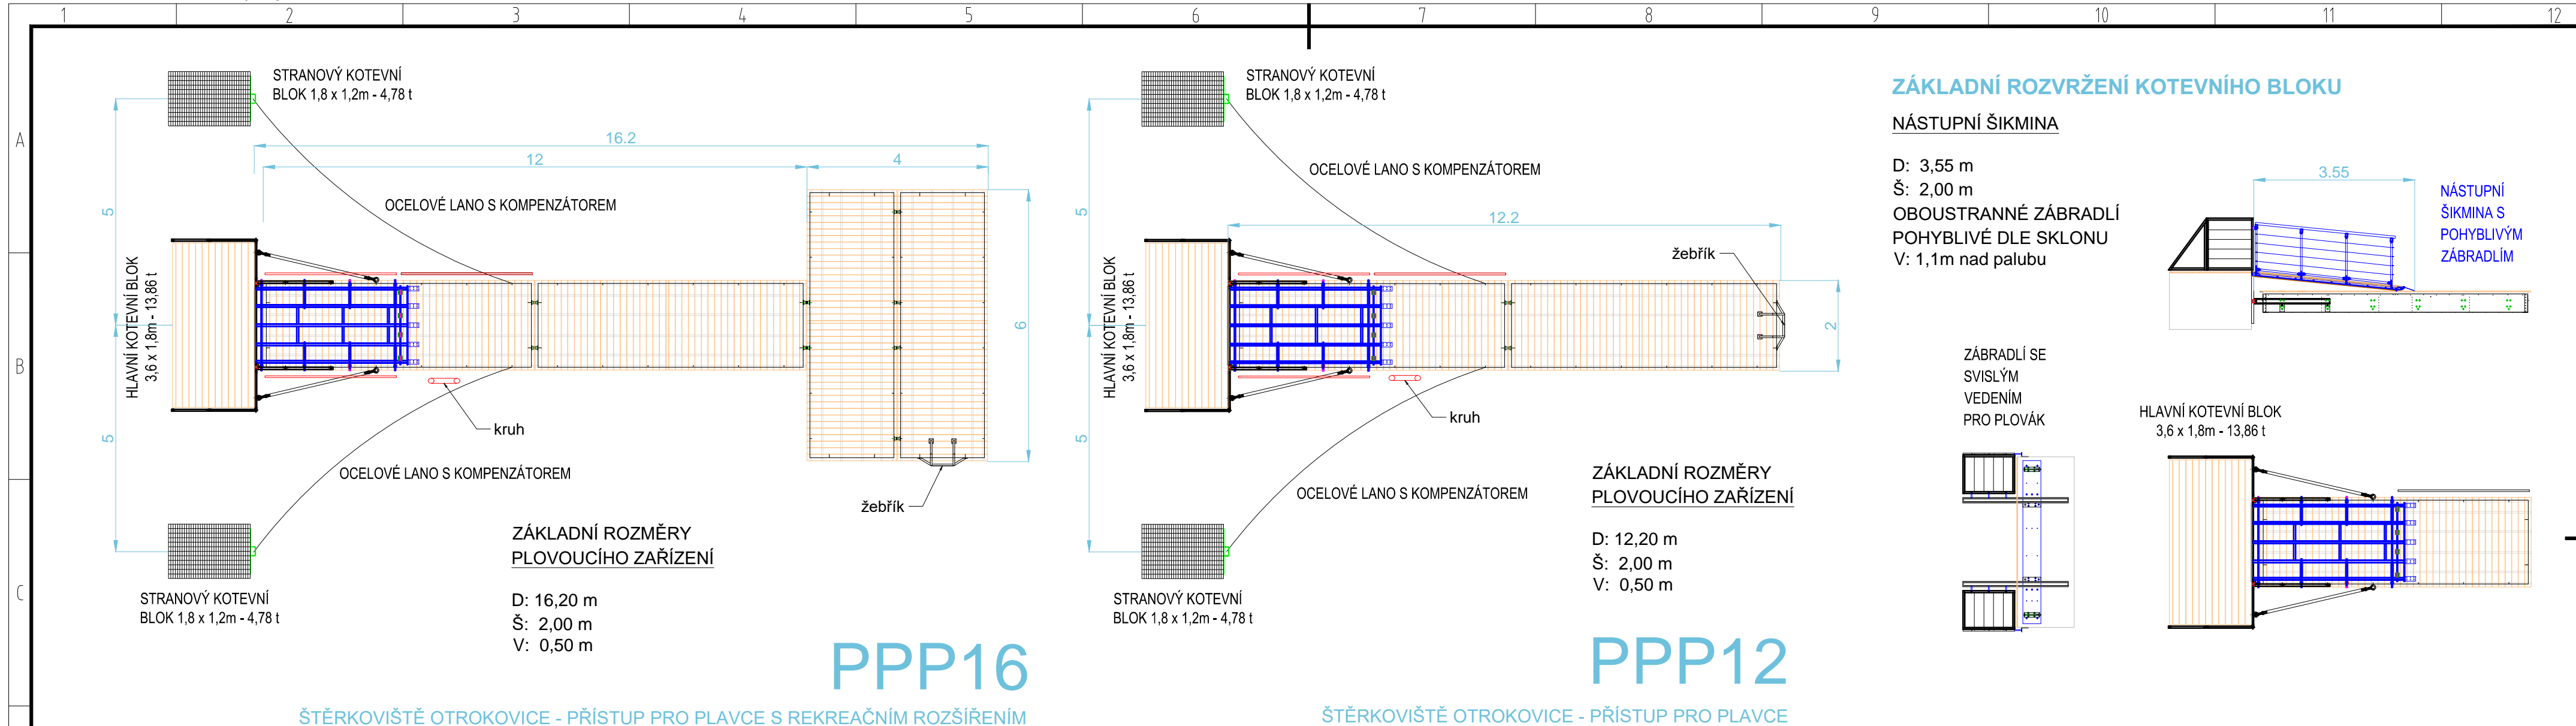 1 2 3 4 5 6 7 8 9 10 11 12
A
B
C
STRANOVÝ KOTEVNÍ
BLOK 1,8 x 1,2m - 4,78 t
16.2
12
4
5
5
6
OCELOVÉ LANO S KOMPENZÁTOREM
HLAVNÍ KOTEVNÍ BLOK
3,6 x 1,8m - 13,86 t
kruh
OCELOVÉ LANO S KOMPENZÁTOREM
žebřík
STRANOVÝ KOTEVNÍ
BLOK 1,8 x 1,2m - 4,78 t
ZÁKLADNÍ ROZMĚRY
PLOVOUCÍHO ZAŘÍZENÍ
D: 16,20 m
Š: 2,00 m
V: 0,50 m
PPP16
ŠTĚRKOVIŠTĚ OTROKOVICE - PŘÍSTUP PRO PLAVCE S REKREAČNÍM ROZŠÍŘENÍM
STRANOVÝ KOTEVNÍ
BLOK 1,8 x 1,2m - 4,78 t
OCELOVÉ LANO S KOMPENZÁTOREM
12.2
5
5
2
žebřík
HLAVNÍ KOTEVNÍ BLOK
3,6 x 1,8m - 13,86 t
kruh
OCELOVÉ LANO S KOMPENZÁTOREM
STRANOVÝ KOTEVNÍ
BLOK 1,8 x 1,2m - 4,78 t
ZÁKLADNÍ ROZMĚRY
PLOVOUCÍHO ZAŘÍZENÍ
D: 12,20 m
Š: 2,00 m
V: 0,50 m
PPP12
ŠTĚRKOVIŠTĚ OTROKOVICE - PŘÍSTUP PRO PLAVCE
ZÁKLADNÍ ROZVRŽENÍ KOTEVNÍHO BLOKU
NÁSTUPNÍ ŠIKMINA
D: 3,55 m
Š: 2,00 m
OBOUSTRANNÉ ZÁBRADLÍ
POHYBLIVÉ DLE SKLONU
V: 1,1m nad palubu
3.55
NÁSTUPNÍ
ŠIKMINA S
POHYBLIVÝM
ZÁBRADLÍM
ZÁBRADLÍ SE
SVISLÝM
VEDENÍM
PRO PLOVÁK
HLAVNÍ KOTEVNÍ BLOK
3,6 x 1,8m - 13,86 t